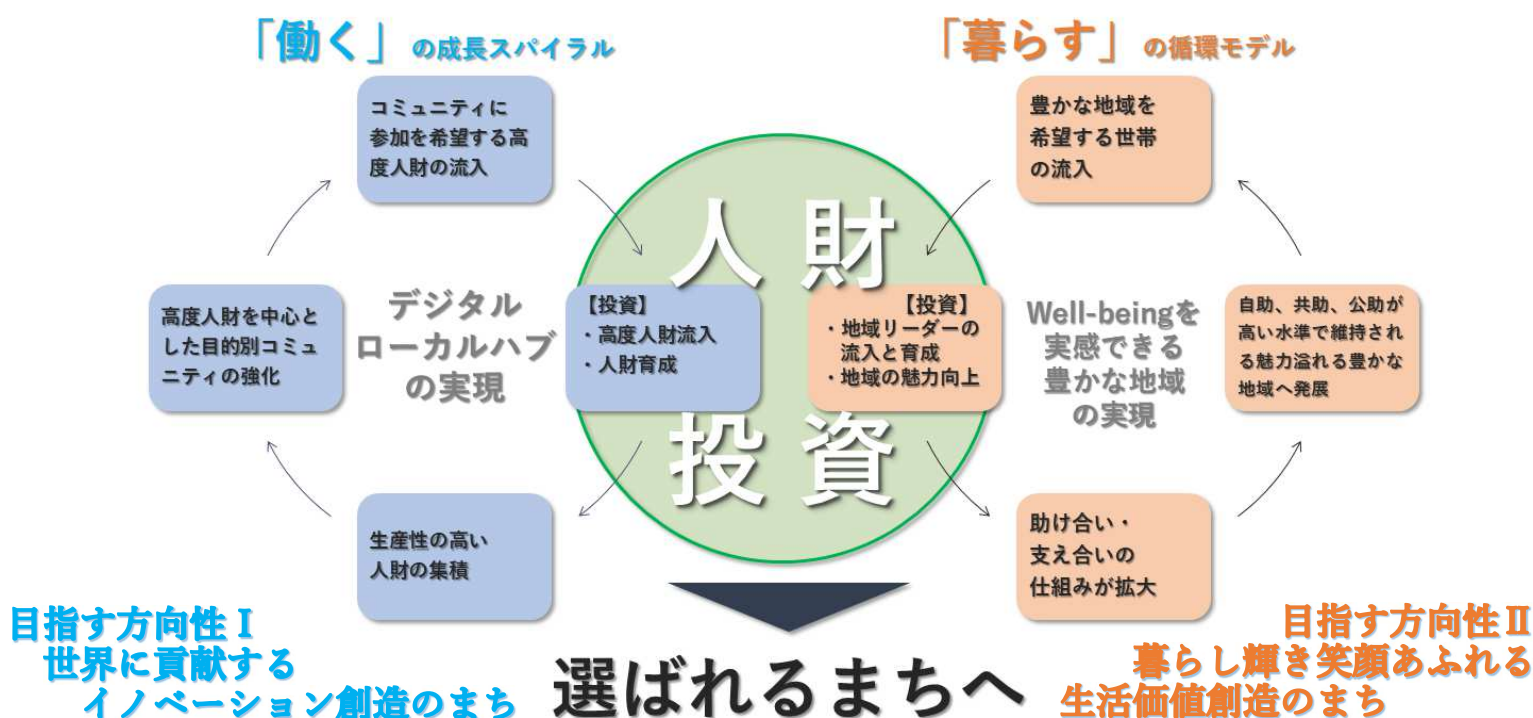 「働く」の成長スパイラル
「暮らす」の循環モデル
コミュニティに
参加を希望する高
度人財の流入
豊かな地域を
希望する世帯
の流入
人財
投資
高度人財を中心と
した目的別コミュ
ニティの強化
デジタル
ローカルハブ
の実現
【投資】
・高度人財流入
・人財育成
【投資】
・地域リーダーの
流入と育成
・地域の魅力向上
Well-beingを
実感できる
豊かな地域
の実現
自助、共助、公助が
高い水準で維持され
る魅力溢れる豊かな
地域へ発展
生産性の高い
人財の集積
助け合い・
支え合いの
仕組みが拡大
目指す方向性Ⅰ
世界に貢献する
イノベーション創造のまち
選ばれるまちへ
目指す方向性Ⅱ
暮らし輝き笑顔あふれる
生活価値創造のまち